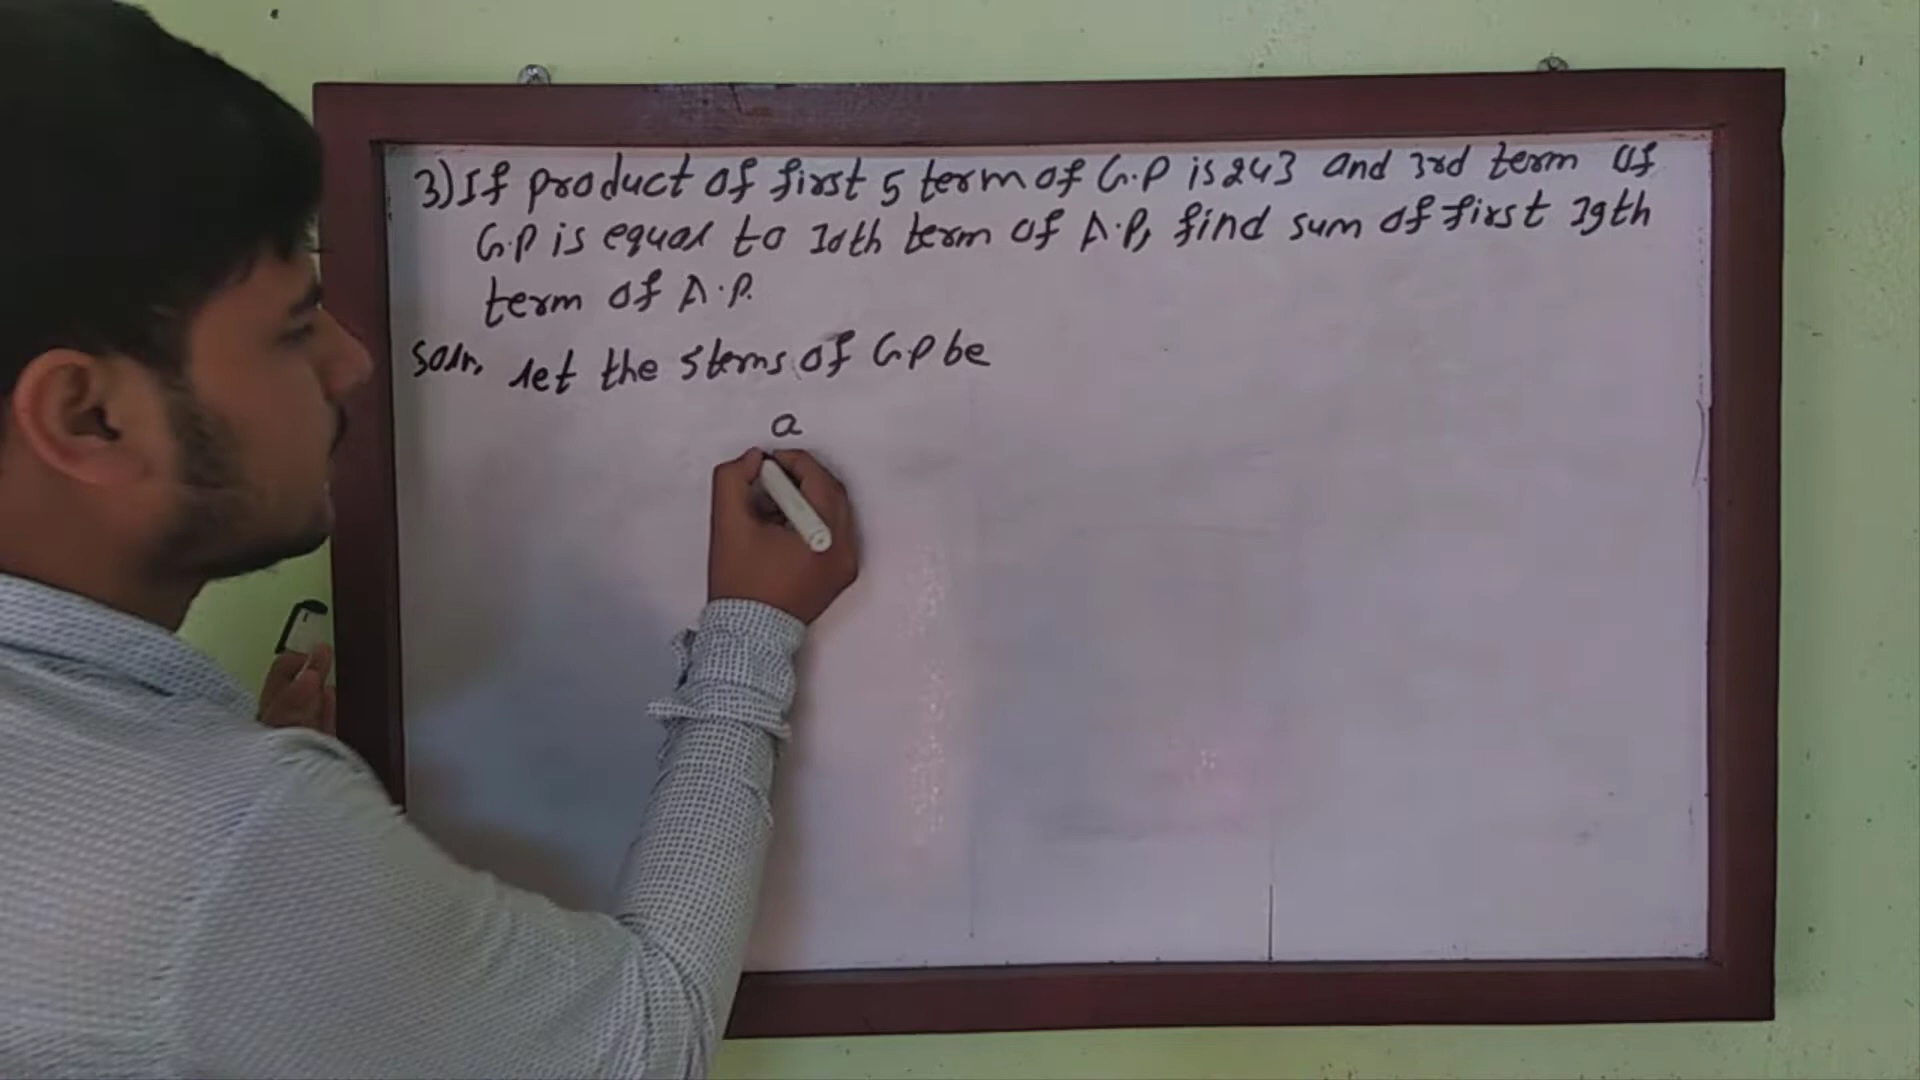 3) If product of first 5 term of G.P is 243 and 3rd term of
G.P is equal to 10th term of A.P, find sum of first 19th
term of A.P.
Soln, let the 5 terms of G.P be
a